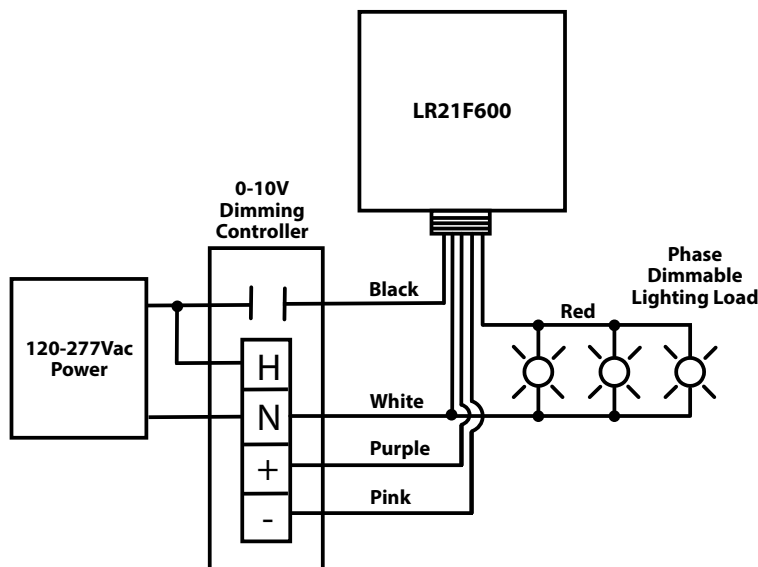 LR21F600
0-10V
Dimming
Controller
Phase
Dimmable
Lighting Load
Black
Red
120-277Vac
Power
H
N
+
-
White
Purple
Pink